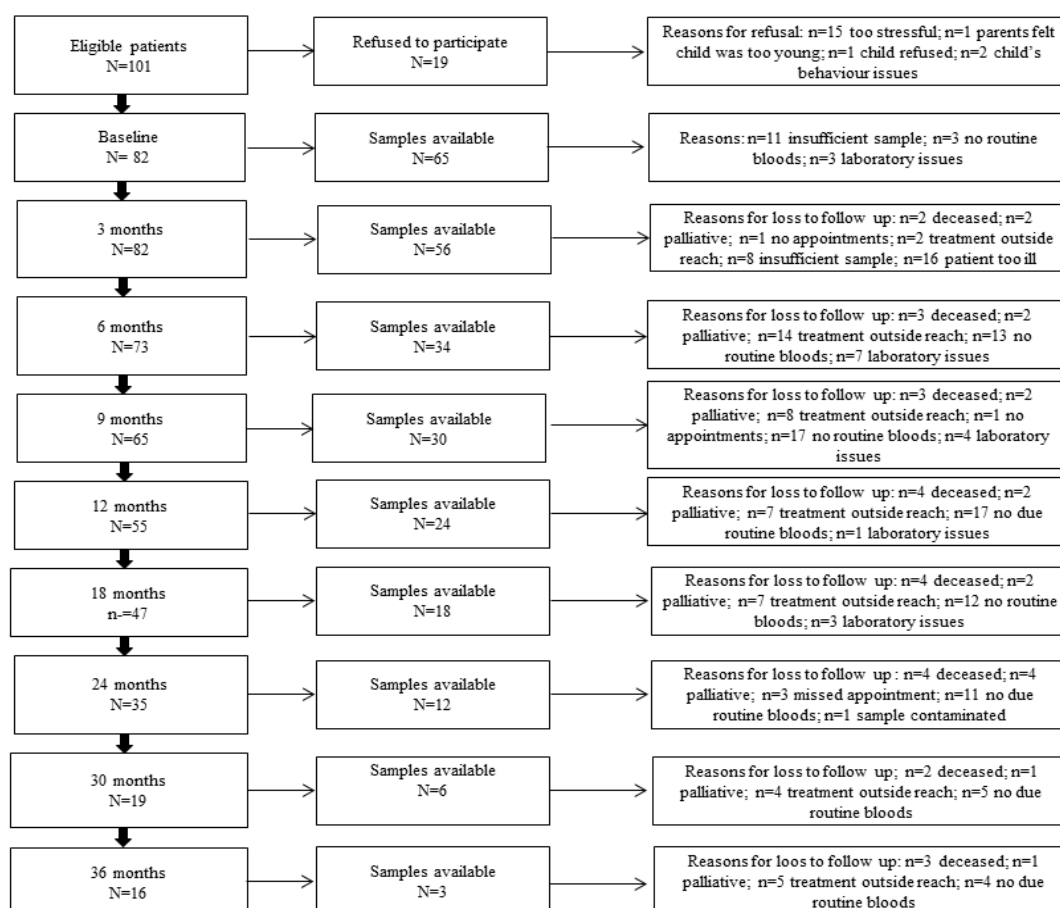 Eligible patients
N=101
Refused to participate
N=19
Reasons for refusal: n=15 too stressful; n=1 parents felt
child was too young; n=1 child refused; n=2 child's
behaviour issues
Baseline
N= 82
Samples available
N=65
Reasons: n=11 insufficient sample; n=3 no routine
bloods; n=3 laboratory issues
3 months
N=82
Samples available
N=56
Reasons for loss to follow up: n=2 deceased; n=2
palliative; n=1 no appointments; n=2 treatment outside
reach; n=8 insufficient sample; n=16 patient too ill
6 months
N=73
Samples available
N=34
Reasons for loss to follow up: n=3 deceased; n=2
palliative; n=14 treatment outside reach; n=13 no
routine bloods; n=7 laboratory issues
9 months
N=65
Samples available
N=30
Reasons for loss to follow up: n=3 deceased; n=2
palliative; n=8 treatment outside reach; n=1 no
appointments; n=17 no routine bloods; n=4 laboratory
issues
12 months
N=55
Samples available
N=24
Reasons for loss to follow up: n=4 deceased; n=2
palliative; n=7 treatment outside reach; n=17 no due
routine bloods; n=1 laboratory issues
18 months
n-=47
Samples available
N=18
Reasons for loss to follow up: n=4 deceased; n=2
palliative; n=7 treatment outside reach; n=12 no routine
bloods; n=3 laboratory issues
24 months
N=35
Samples available
N=12
Reasons for loss to follow up : n=4 deceased; n=4
palliative; n=3 missed appointment; n=11 no due
routine bloods; n=1 sample contaminated
30 months
N=19
Samples available
N=6
Reasons for loss to follow up; n=2 deceased; n=1
palliative; n=4 treatment outside reach; n=5 no due
routine bloods
36 months
N=16
Samples available
N=3
Reasons for loos to follow up: n=3 deceased; n=1
palliative; n=5 treatment outside reach; n=4 no due
routine bloods